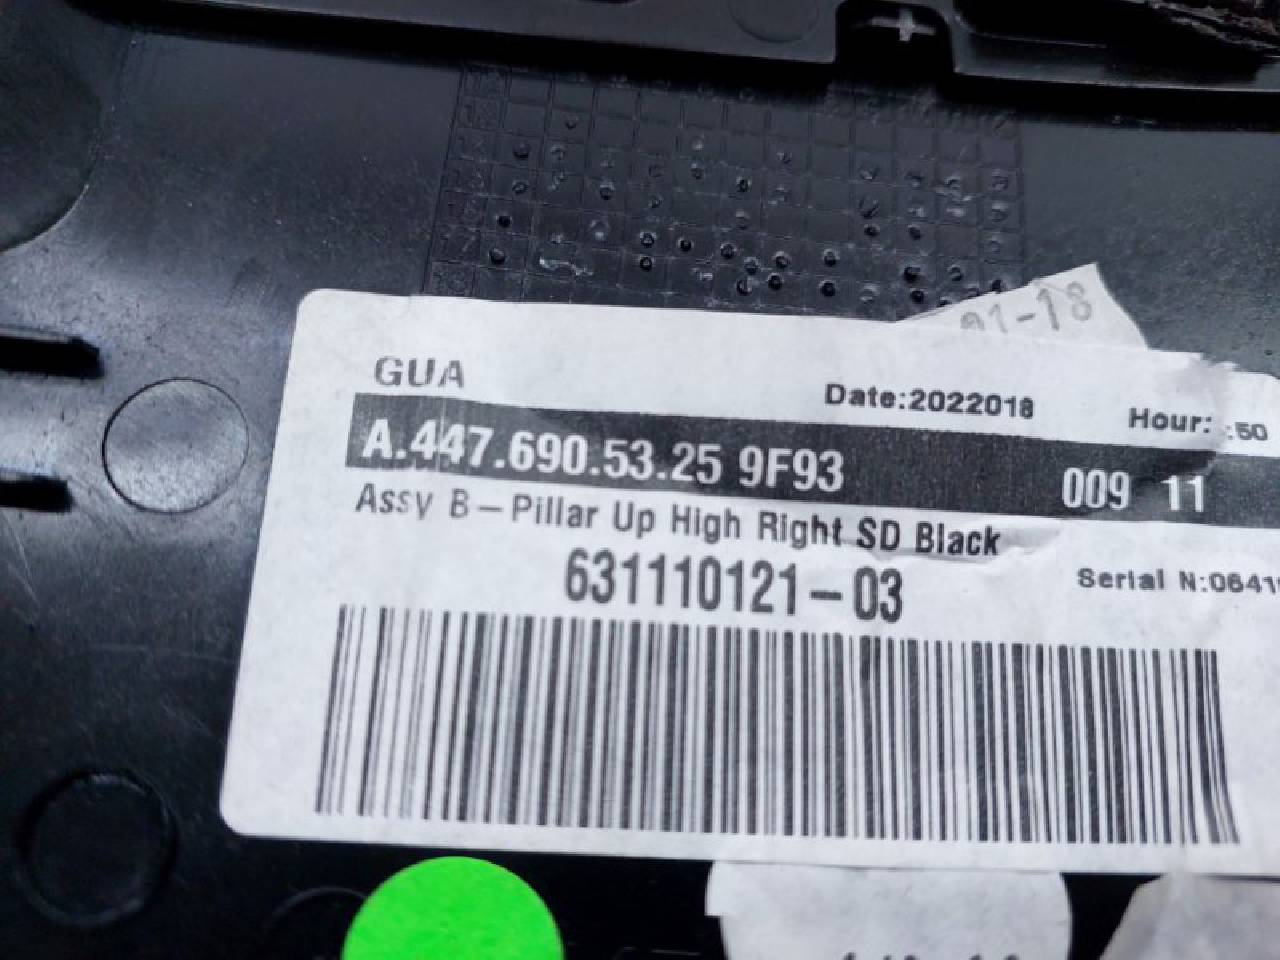 01-18
GUA
Date:2022018 Hour: :50
A.447.690.53.25 9F93 009 11
Assy B-Pillar Up High Right SD Black
631110121-03
Serial N:0641